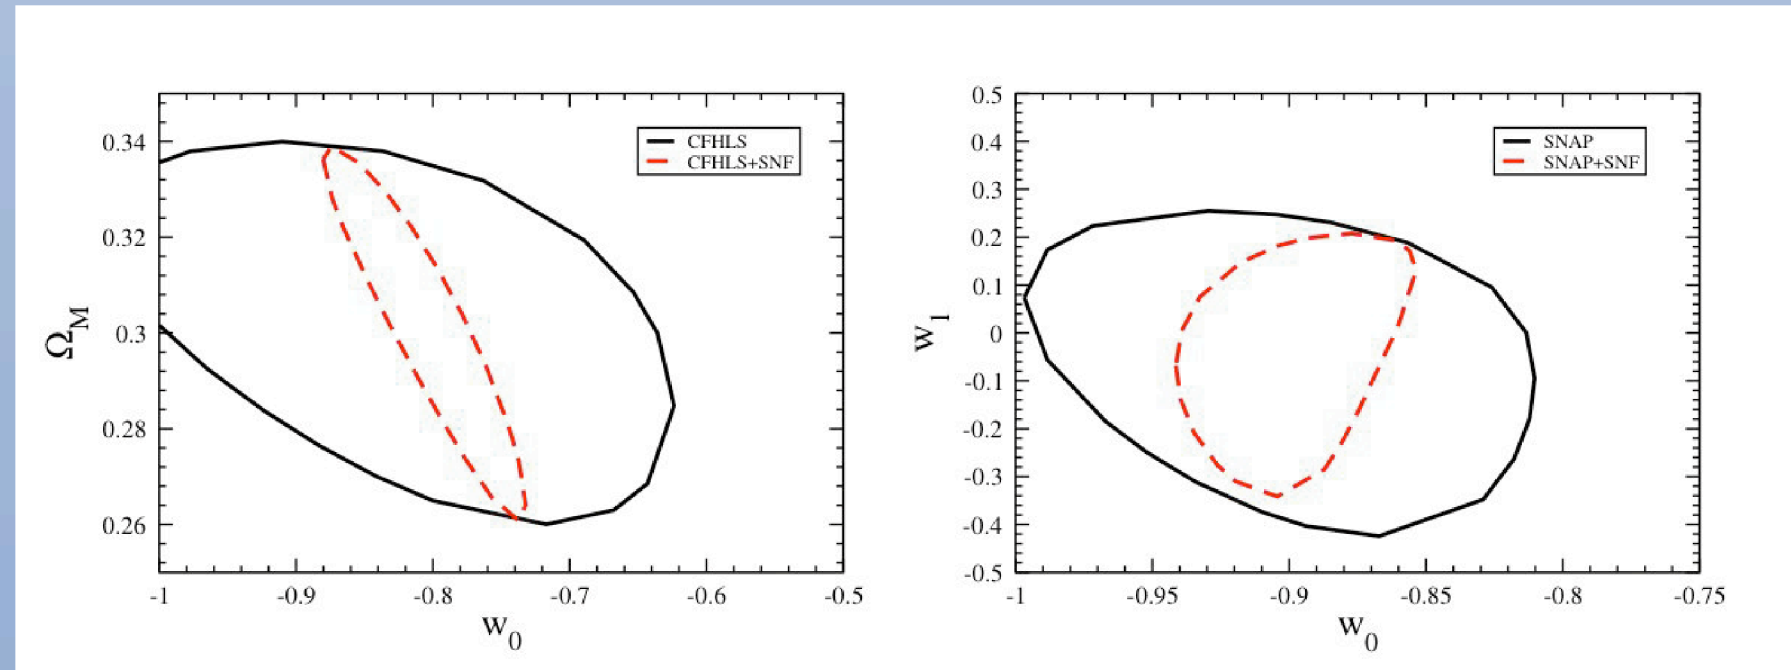 0.34
0.32
0.3
0.28
0.26
Ω_M
-1 -0.9 -0.8 -0.7 -0.6 -0.5
w_0
CFHLS
CFHLS+SNF
0.5
0.4
0.3
0.2
0.1
0
-0.1
-0.2
-0.3
-0.4
-0.5
w_1
-1 -0.95 -0.9 -0.85 -0.8 -0.75
w_0
SNAP
SNAP+SNF